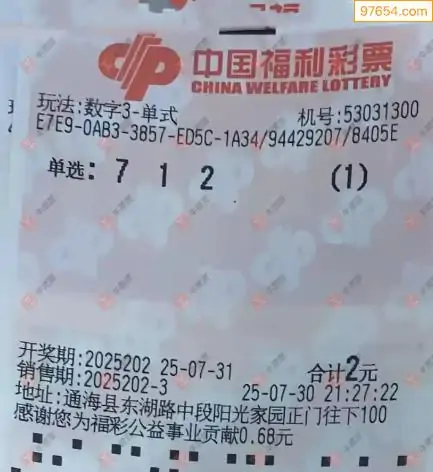 97654.com
中国福利彩票
CHINA WELFARE LOTTERY
玩法:数字3-单式 机号:53031300
E7E9-0AB3-3857-ED5C-1A34/94429207/8405E
单选: 7 1 2 (1)
开奖期:2025202 25-07-31 合计2元
销售期:2025202-3 25-07-30 21:27:22
地址:通海县东湖路中段阳光家园正门往下100
感谢您为福彩公益事业贡献0.68元